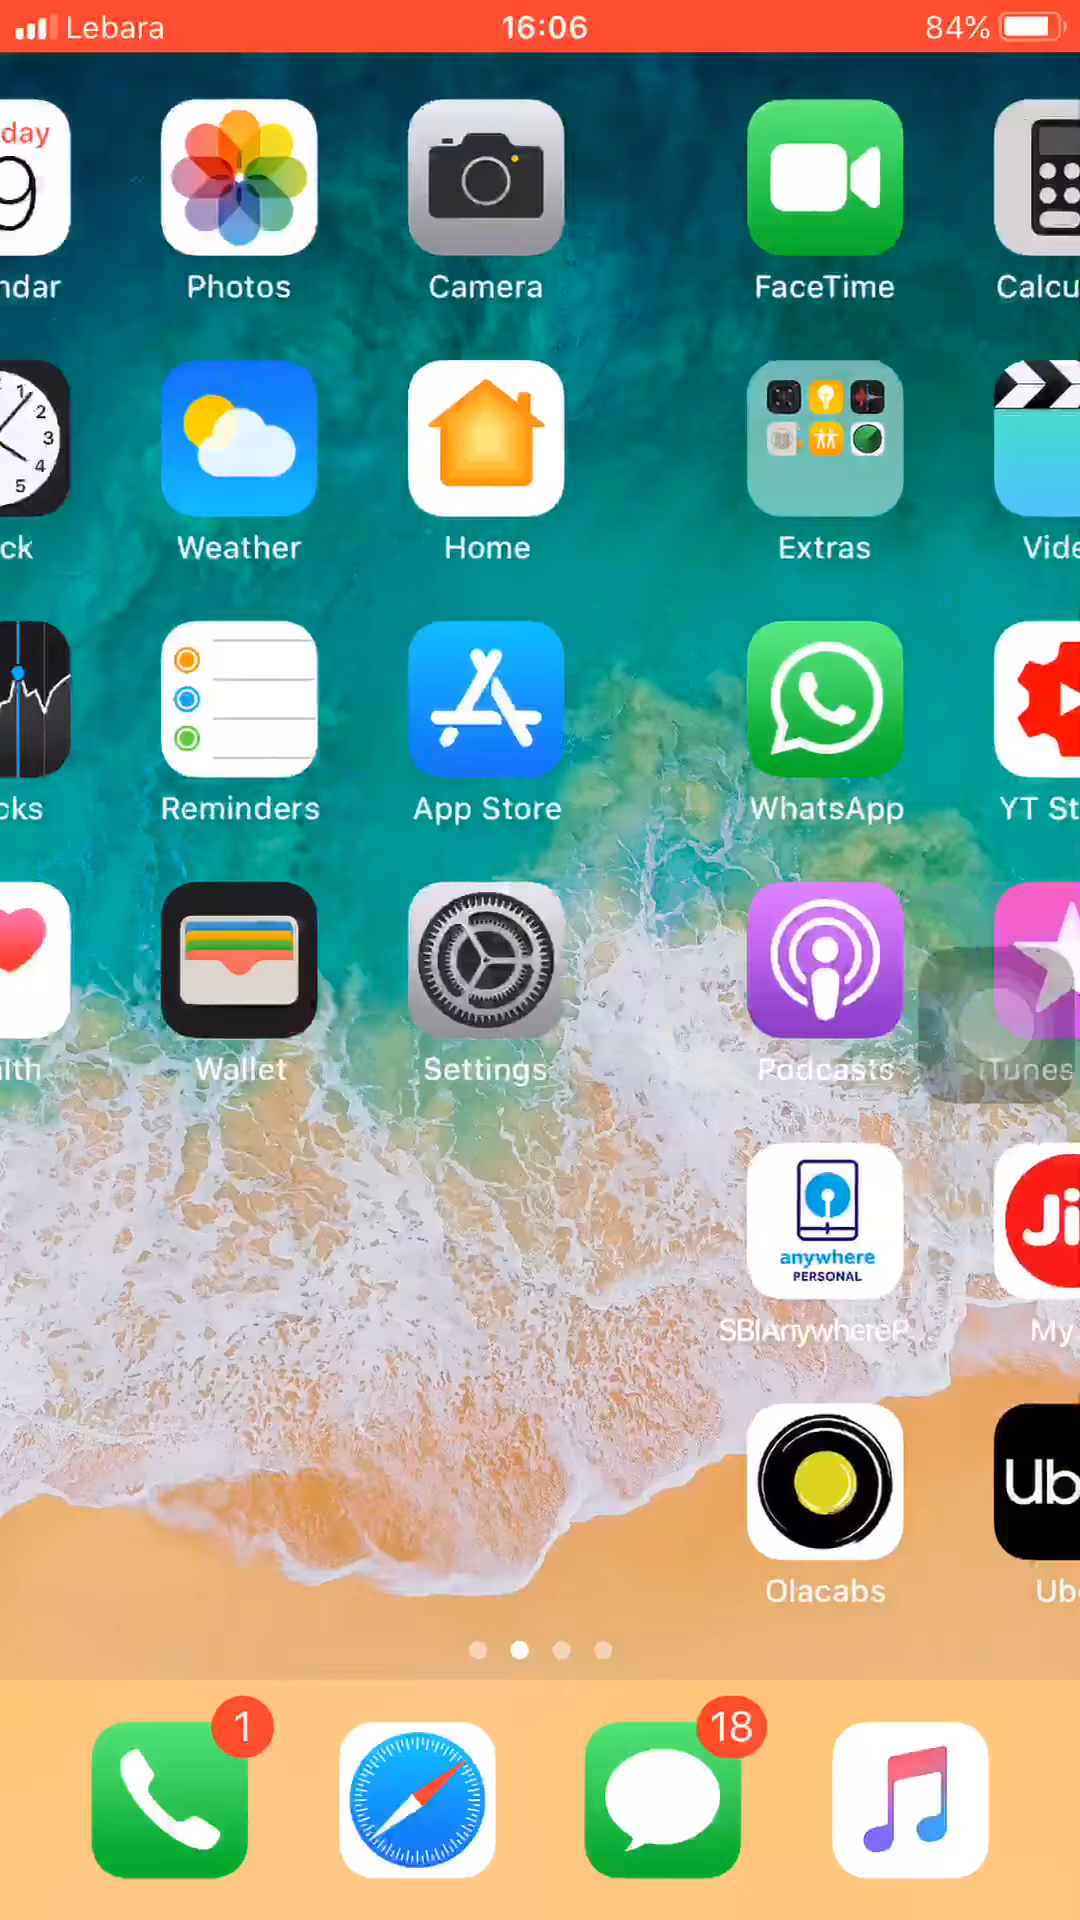 Lebara 16:06 84%
day
9
ndar Photos Camera FaceTime Calcu
1 2 3 4 5
ck Weather Home Extras Vide
cks Reminders App Store WhatsApp YT St
lth Wallet Settings Podcasts iTunes
anywhere
PERSONAL
Ji
SBIAnywhereP... My
Ub
Olacabs Ub
1 18